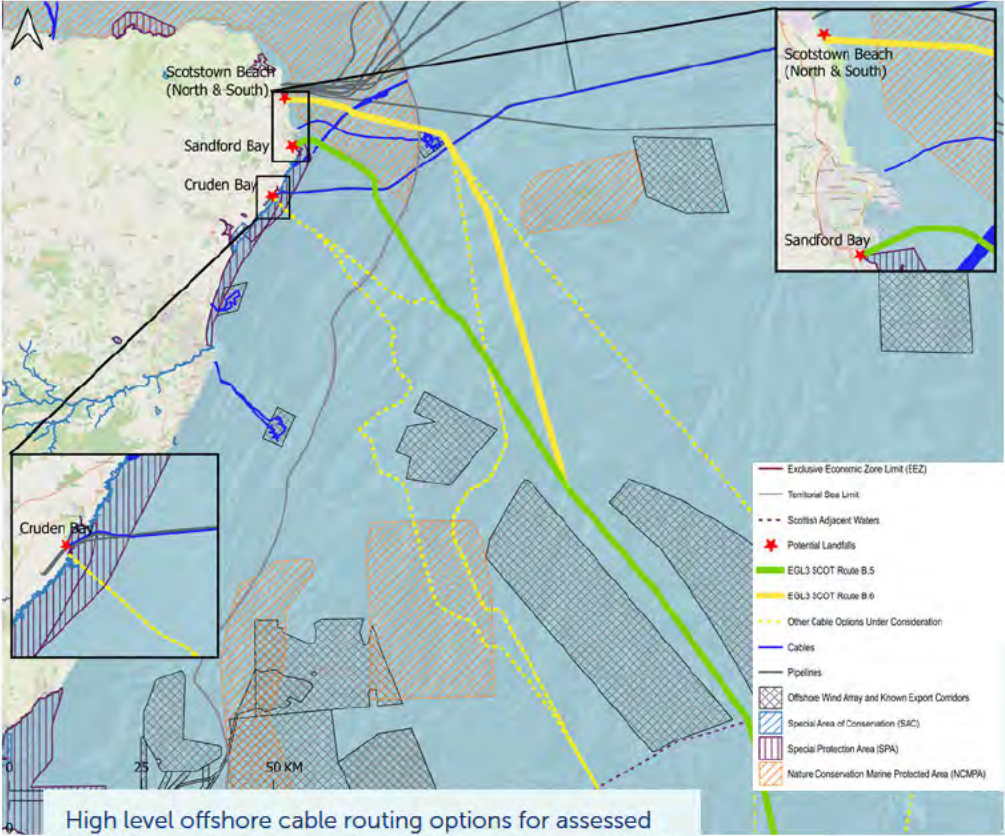 Scotstown Beach
(North & South)
Sandford Bay
Cruden Bay
Scotstown Beach
(North & South)
Sandford Bay
Cruden Bay
Exclusive Economic Zone Limit (EEZ)
Territorial Sea Limit
Scottish Adjacent Waters
Potential Landfalls
EGL3 SCOT Route B.5
EGL3 SCOT Route B.6
Other Cable Options Under Consideration
Cables
Pipelines
Offshore Wind Array and Known Export Corridors
Special Area of Conservation (SAC)
Special Protection Area (SPA)
Nature Conservation Marine Protected Area (NCMPA)
0 25 50 KM
High level offshore cable routing options for assessed